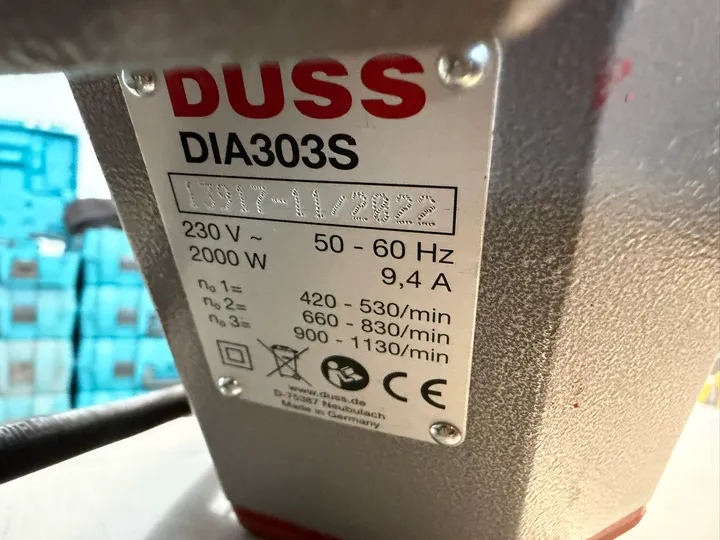 DUSS
DIA303S
13917-11/2022
230 V ~ 50 - 60 Hz
2000 W 9,4 A
n₀ 1= 420 - 530/min
n₀ 2= 660 - 830/min
n₀ 3= 900 - 1130/min
CE
www.duss.de
D-75387 Neubulach
Made in Germany